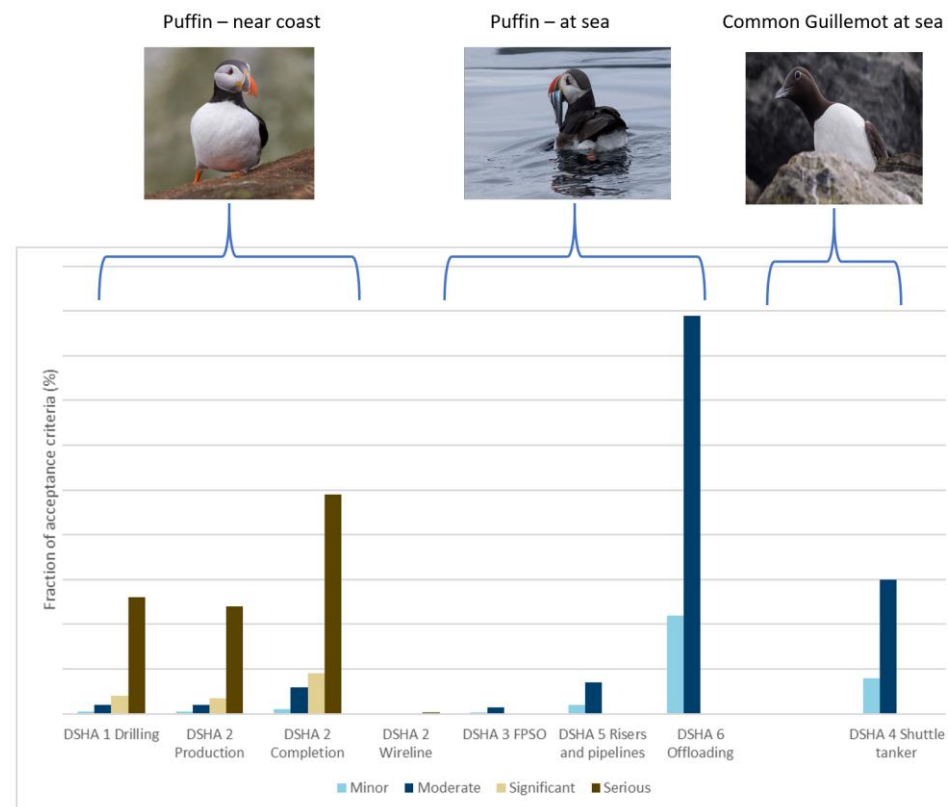 Puffin – near coast
Puffin – at sea
Common Guillemot at sea
Fraction of acceptance criteria (%)
DSHA 1 Drilling
DSHA 2
Production
DSHA 2
Completion
DSHA 2
Wireline
DSHA 3 FPSO
DSHA 5 Risers
and pipelines
DSHA 6
Offloading
DSHA 4 Shuttle
tanker
Minor
Moderate
Significant
Serious